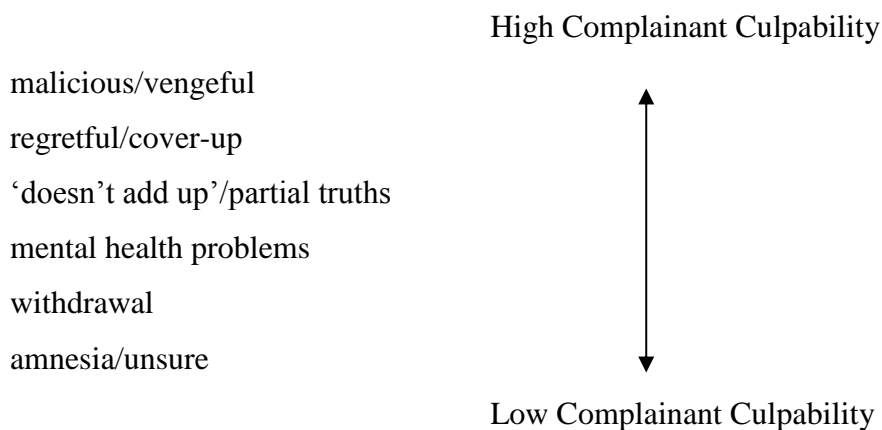 High Complainant Culpability
malicious/vengeful
regretful/cover-up
‘doesn’t add up’/partial truths
mental health problems
withdrawal
amnesia/unsure
Low Complainant Culpability